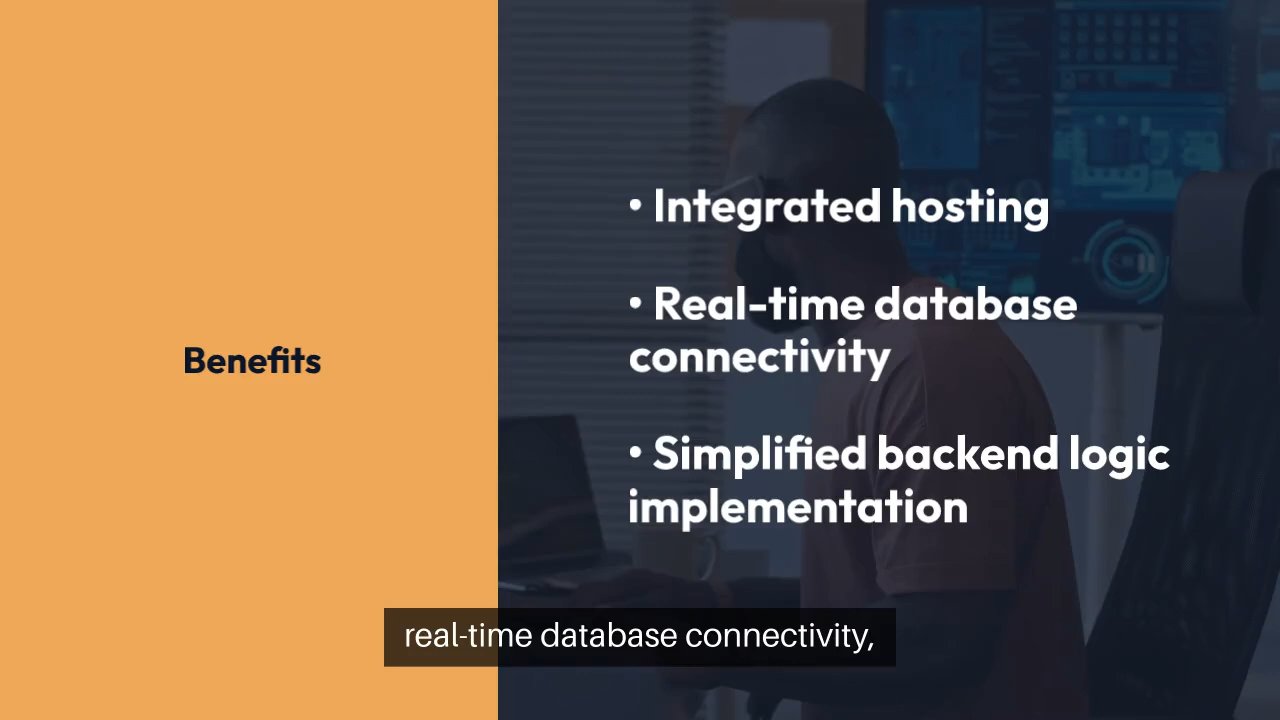 Benefits
• Integrated hosting
• Real-time database
connectivity
• Simplified backend logic
implementation
real-time database connectivity,